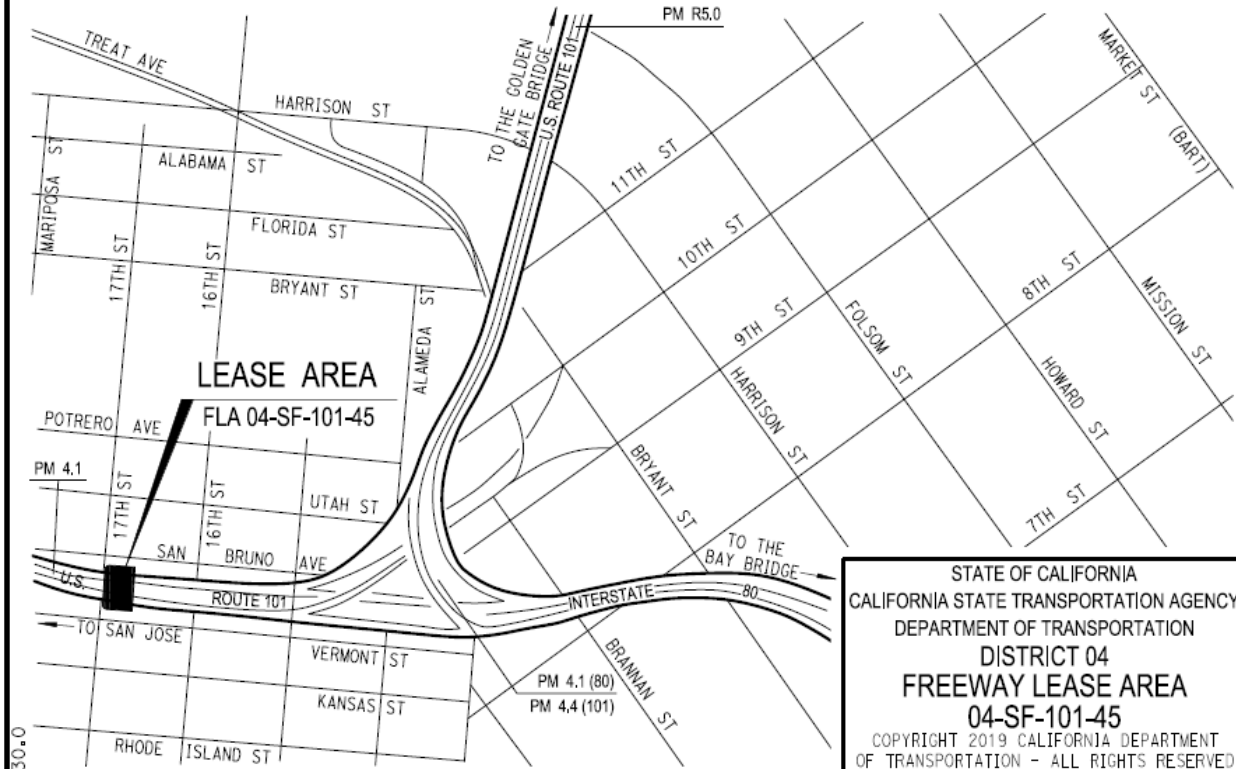 PM R5.0
TREAT AVE
HARRISON ST
TO THE GOLDEN
GATE BRIDGE
U.S. ROUTE 101
MARKET ST
(BART)
MARIPOSA ST
ALABAMA ST
11TH ST
FLORIDA ST
10TH ST
17TH ST
16TH ST
BRYANT ST
8TH ST
MISSION ST
ALAMEDA ST
9TH ST
FOLSOM ST
LEASE AREA
FLA 04-SF-101-45
HARRISON ST
HOWARD ST
POTRERO AVE
BRYANT ST
PM 4.1
17TH ST
16TH ST
UTAH ST
7TH ST
SAN BRUNO AVE
TO THE
BAY BRIDGE
U.S. ROUTE 101
INTERSTATE 80
TO SAN JOSE
VERMONT ST
BRANNAN ST
PM 4.1 (80)
PM 4.4 (101)
KANSAS ST
RHODE ISLAND ST
30.0
STATE OF CALIFORNIA
CALIFORNIA STATE TRANSPORTATION AGENCY
DEPARTMENT OF TRANSPORTATION
DISTRICT 04
FREEWAY LEASE AREA
04-SF-101-45
COPYRIGHT 2019 CALIFORNIA DEPARTMENT
OF TRANSPORTATION - ALL RIGHTS RESERVED